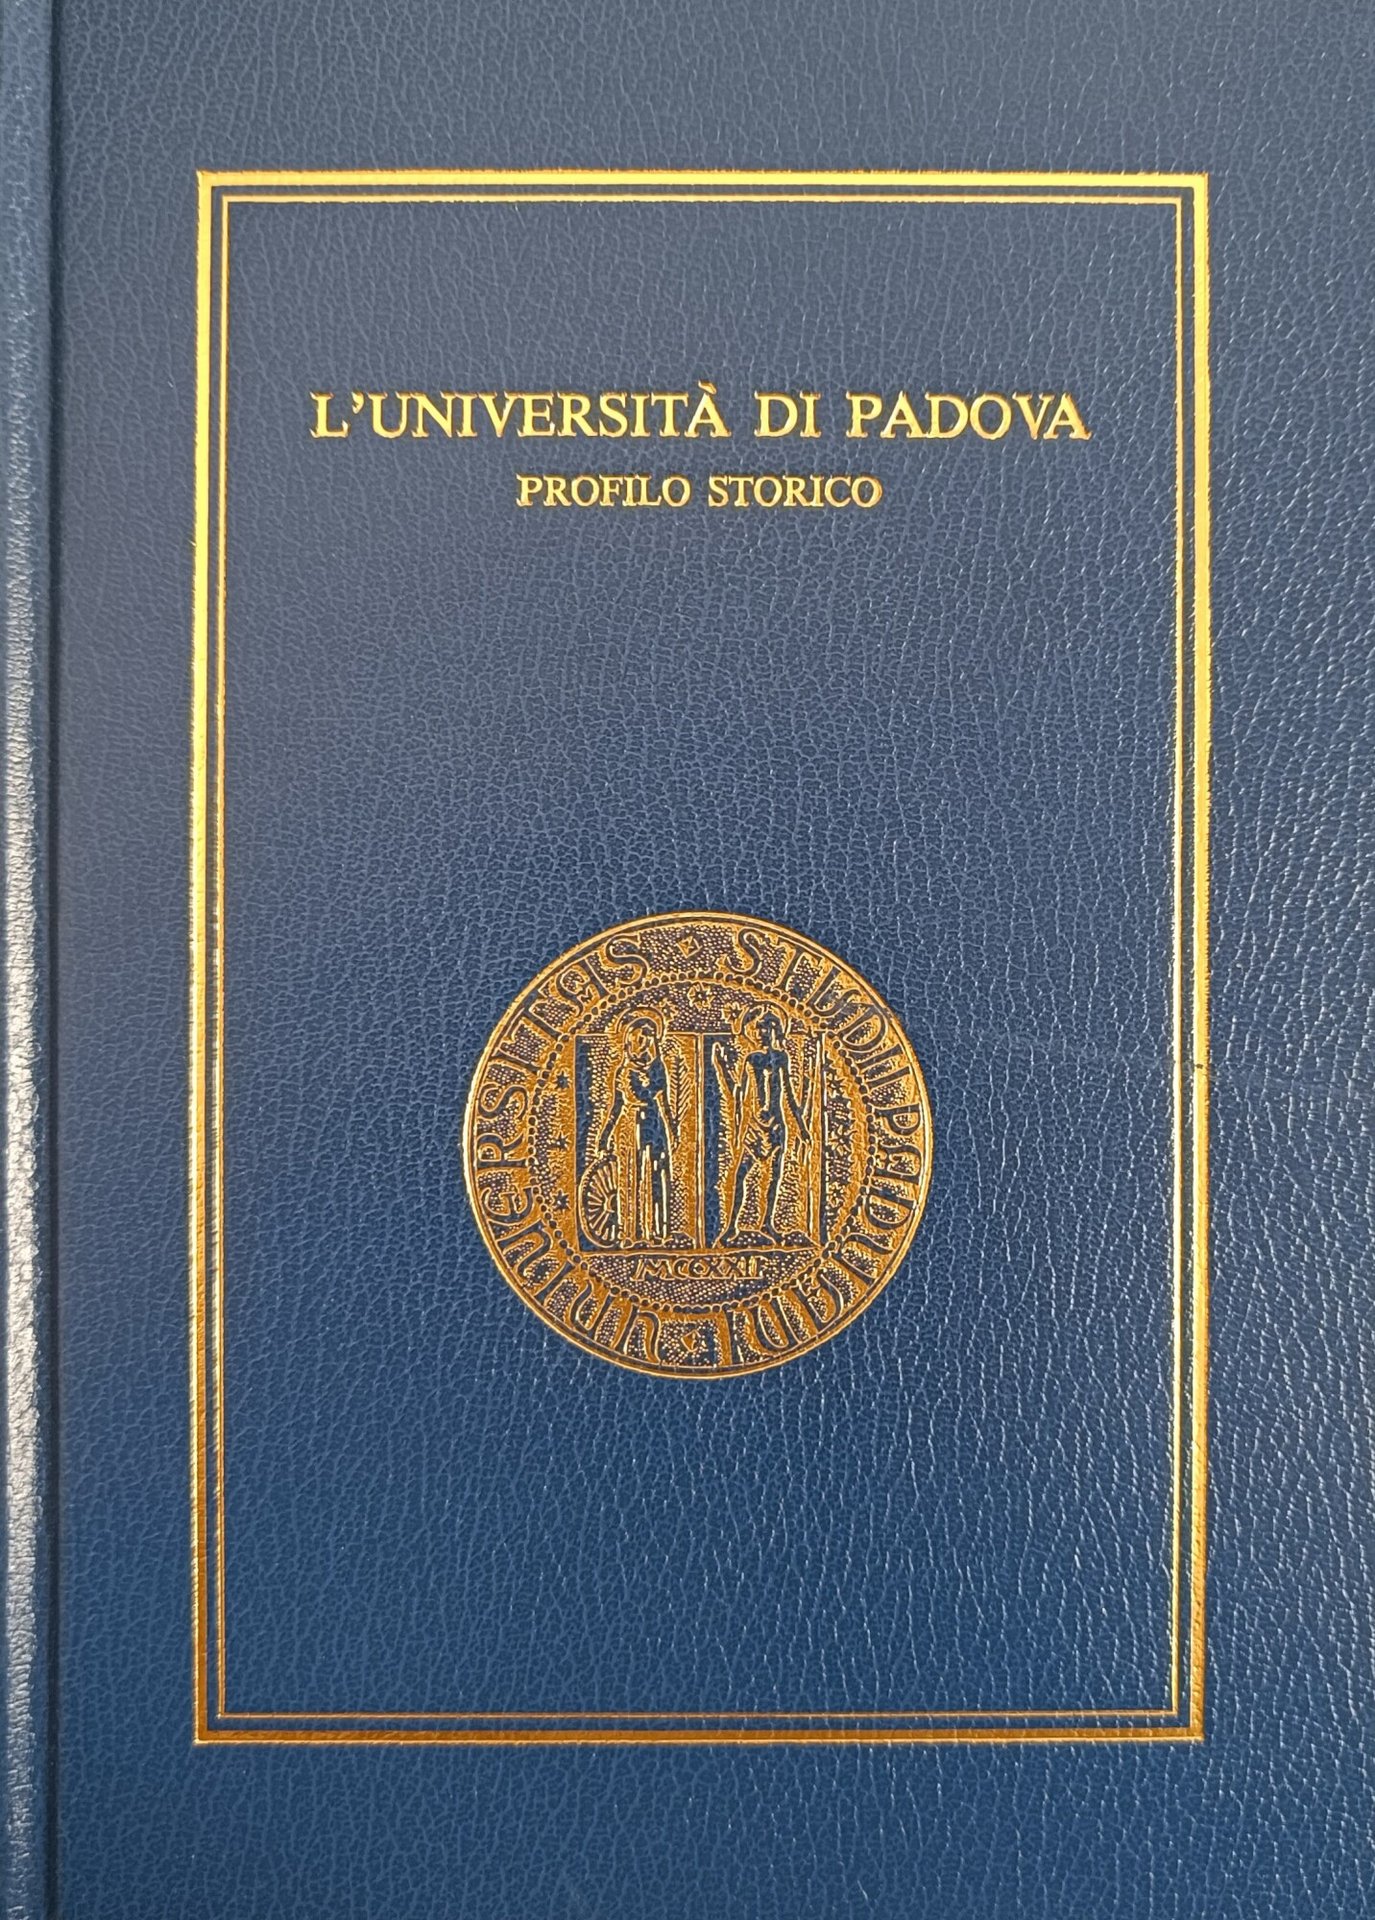 L'UNIVERSITÀ DI PADOVA
PROFILO STORICO
UNIVERSITAS STUDII PADUANI
MCCXXII